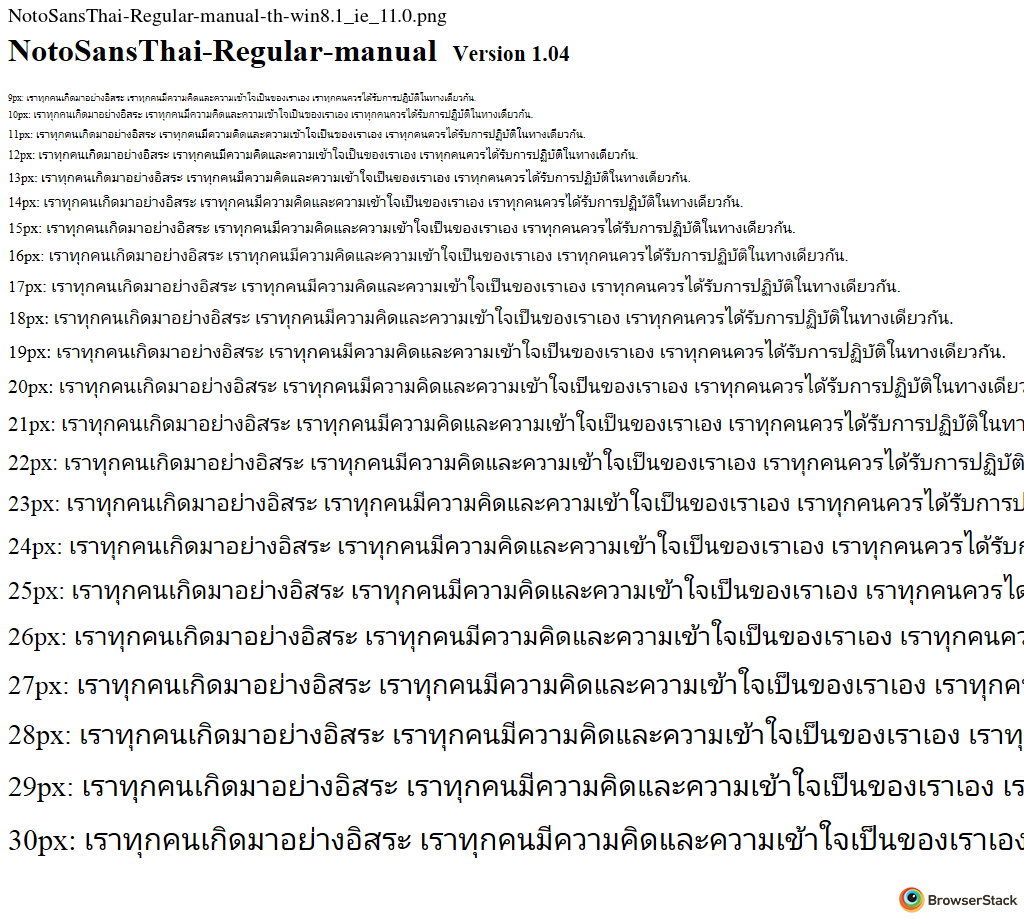 NotoSansThai-Regular-manual-th-win8.1_ie_11.0.png
NotoSansThai-Regular-manual Version 1.04
9px: เราทุกคนเกิดมาอย่างอิสระ เราทุกคนมีความคิดและความเข้าใจเป็นของเราเอง เราทุกคนควรได้รับการปฏิบัติในทางเดียวกัน.
10px: เราทุกคนเกิดมาอย่างอิสระ เราทุกคนมีความคิดและความเข้าใจเป็นของเราเอง เราทุกคนควรได้รับการปฏิบัติในทางเดียวกัน.
11px: เราทุกคนเกิดมาอย่างอิสระ เราทุกคนมีความคิดและความเข้าใจเป็นของเราเอง เราทุกคนควรได้รับการปฏิบัติในทางเดียวกัน.
12px: เราทุกคนเกิดมาอย่างอิสระ เราทุกคนมีความคิดและความเข้าใจเป็นของเราเอง เราทุกคนควรได้รับการปฏิบัติในทางเดียวกัน.
13px: เราทุกคนเกิดมาอย่างอิสระ เราทุกคนมีความคิดและความเข้าใจเป็นของเราเอง เราทุกคนควรได้รับการปฏิบัติในทางเดียวกัน.
14px: เราทุกคนเกิดมาอย่างอิสระ เราทุกคนมีความคิดและความเข้าใจเป็นของเราเอง เราทุกคนควรได้รับการปฏิบัติในทางเดียวกัน.
15px: เราทุกคนเกิดมาอย่างอิสระ เราทุกคนมีความคิดและความเข้าใจเป็นของเราเอง เราทุกคนควรได้รับการปฏิบัติในทางเดียวกัน.
16px: เราทุกคนเกิดมาอย่างอิสระ เราทุกคนมีความคิดและความเข้าใจเป็นของเราเอง เราทุกคนควรได้รับการปฏิบัติในทางเดียวกัน.
17px: เราทุกคนเกิดมาอย่างอิสระ เราทุกคนมีความคิดและความเข้าใจเป็นของเราเอง เราทุกคนควรได้รับการปฏิบัติในทางเดียวกัน.
18px: เราทุกคนเกิดมาอย่างอิสระ เราทุกคนมีความคิดและความเข้าใจเป็นของเราเอง เราทุกคนควรได้รับการปฏิบัติในทางเดียวกัน.
19px: เราทุกคนเกิดมาอย่างอิสระ เราทุกคนมีความคิดและความเข้าใจเป็นของเราเอง เราทุกคนควรได้รับการปฏิบัติในทางเดียวกัน.
20px: เราทุกคนเกิดมาอย่างอิสระ เราทุกคนมีความคิดและความเข้าใจเป็นของเราเอง เราทุกคนควรได้รับการปฏิบัติในทางเดีย
21px: เราทุกคนเกิดมาอย่างอิสระ เราทุกคนมีความคิดและความเข้าใจเป็นของเราเอง เราทุกคนควรได้รับการปฏิบัติในทา
22px: เราทุกคนเกิดมาอย่างอิสระ เราทุกคนมีความคิดและความเข้าใจเป็นของเราเอง เราทุกคนควรได้รับการปฏิบัติ
23px: เราทุกคนเกิดมาอย่างอิสระ เราทุกคนมีความคิดและความเข้าใจเป็นของเราเอง เราทุกคนควรได้รับการป
24px: เราทุกคนเกิดมาอย่างอิสระ เราทุกคนมีความคิดและความเข้าใจเป็นของเราเอง เราทุกคนควรได้รับ
25px: เราทุกคนเกิดมาอย่างอิสระ เราทุกคนมีความคิดและความเข้าใจเป็นของเราเอง เราทุกคนควรได้
26px: เราทุกคนเกิดมาอย่างอิสระ เราทุกคนมีความคิดและความเข้าใจเป็นของเราเอง เราทุกคนคว
27px: เราทุกคนเกิดมาอย่างอิสระ เราทุกคนมีความคิดและความเข้าใจเป็นของเราเอง เราทุกค
28px: เราทุกคนเกิดมาอย่างอิสระ เราทุกคนมีความคิดและความเข้าใจเป็นของเราเอง เราทุ
29px: เราทุกคนเกิดมาอย่างอิสระ เราทุกคนมีความคิดและความเข้าใจเป็นของเราเอง เร
30px: เราทุกคนเกิดมาอย่างอิสระ เราทุกคนมีความคิดและความเข้าใจเป็นของเราเอง
BrowserStack